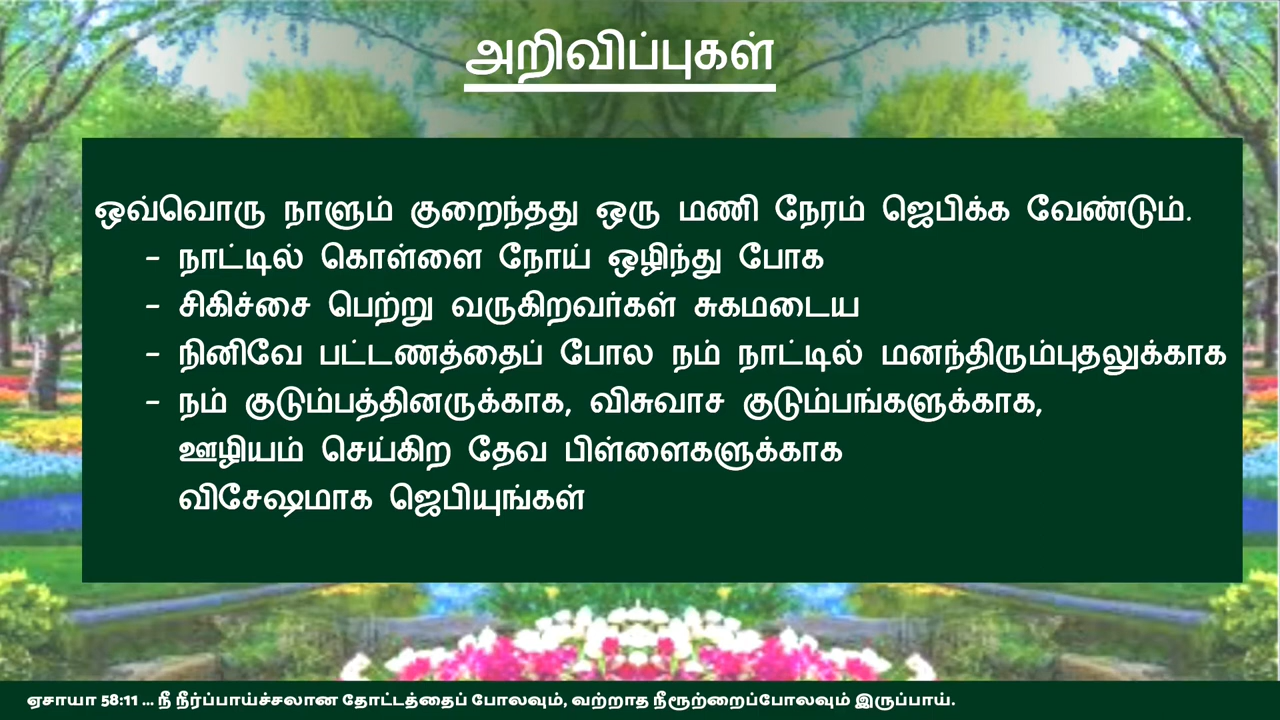 அறிவிப்புகள்
ஒவ்வொரு நாளும் குறைந்தது ஒரு மணி நேரம் ஜெபிக்க வேண்டும்.
- நாட்டில் கொள்ளை நோய் ஒழிந்து போக
- சிகிச்சை பெற்று வருகிறவர்கள் சுகமடைய
- நினிவே பட்டணத்தைப் போல நம் நாட்டில் மனந்திரும்புதலுக்காக
- நம் குடும்பத்தினருக்காக, விசுவாச குடும்பங்களுக்காக,
ஊழியம் செய்கிற தேவ பிள்ளைகளுக்காக
விசேஷமாக ஜெபியுங்கள்
ஏசாயா 58:11 ... நீ நீர்ப்பாய்ச்சலான தோட்டத்தைப் போலவும், வற்றாத நீரூற்றைப்போலவும் இருப்பாய்.